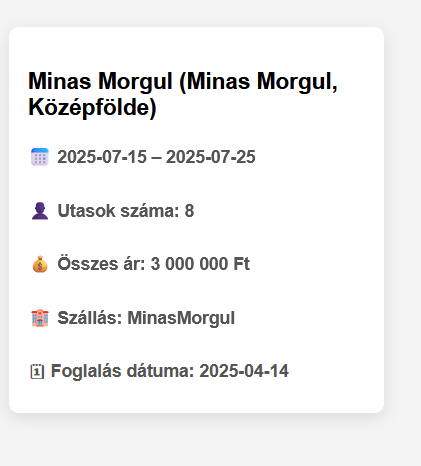 Minas Morgul (Minas Morgul,
Középfölde)
2025-07-15 – 2025-07-25
Utasok száma: 8
Összes ár: 3 000 000 Ft
Szállás: MinasMorgul
Foglalás dátuma: 2025-04-14